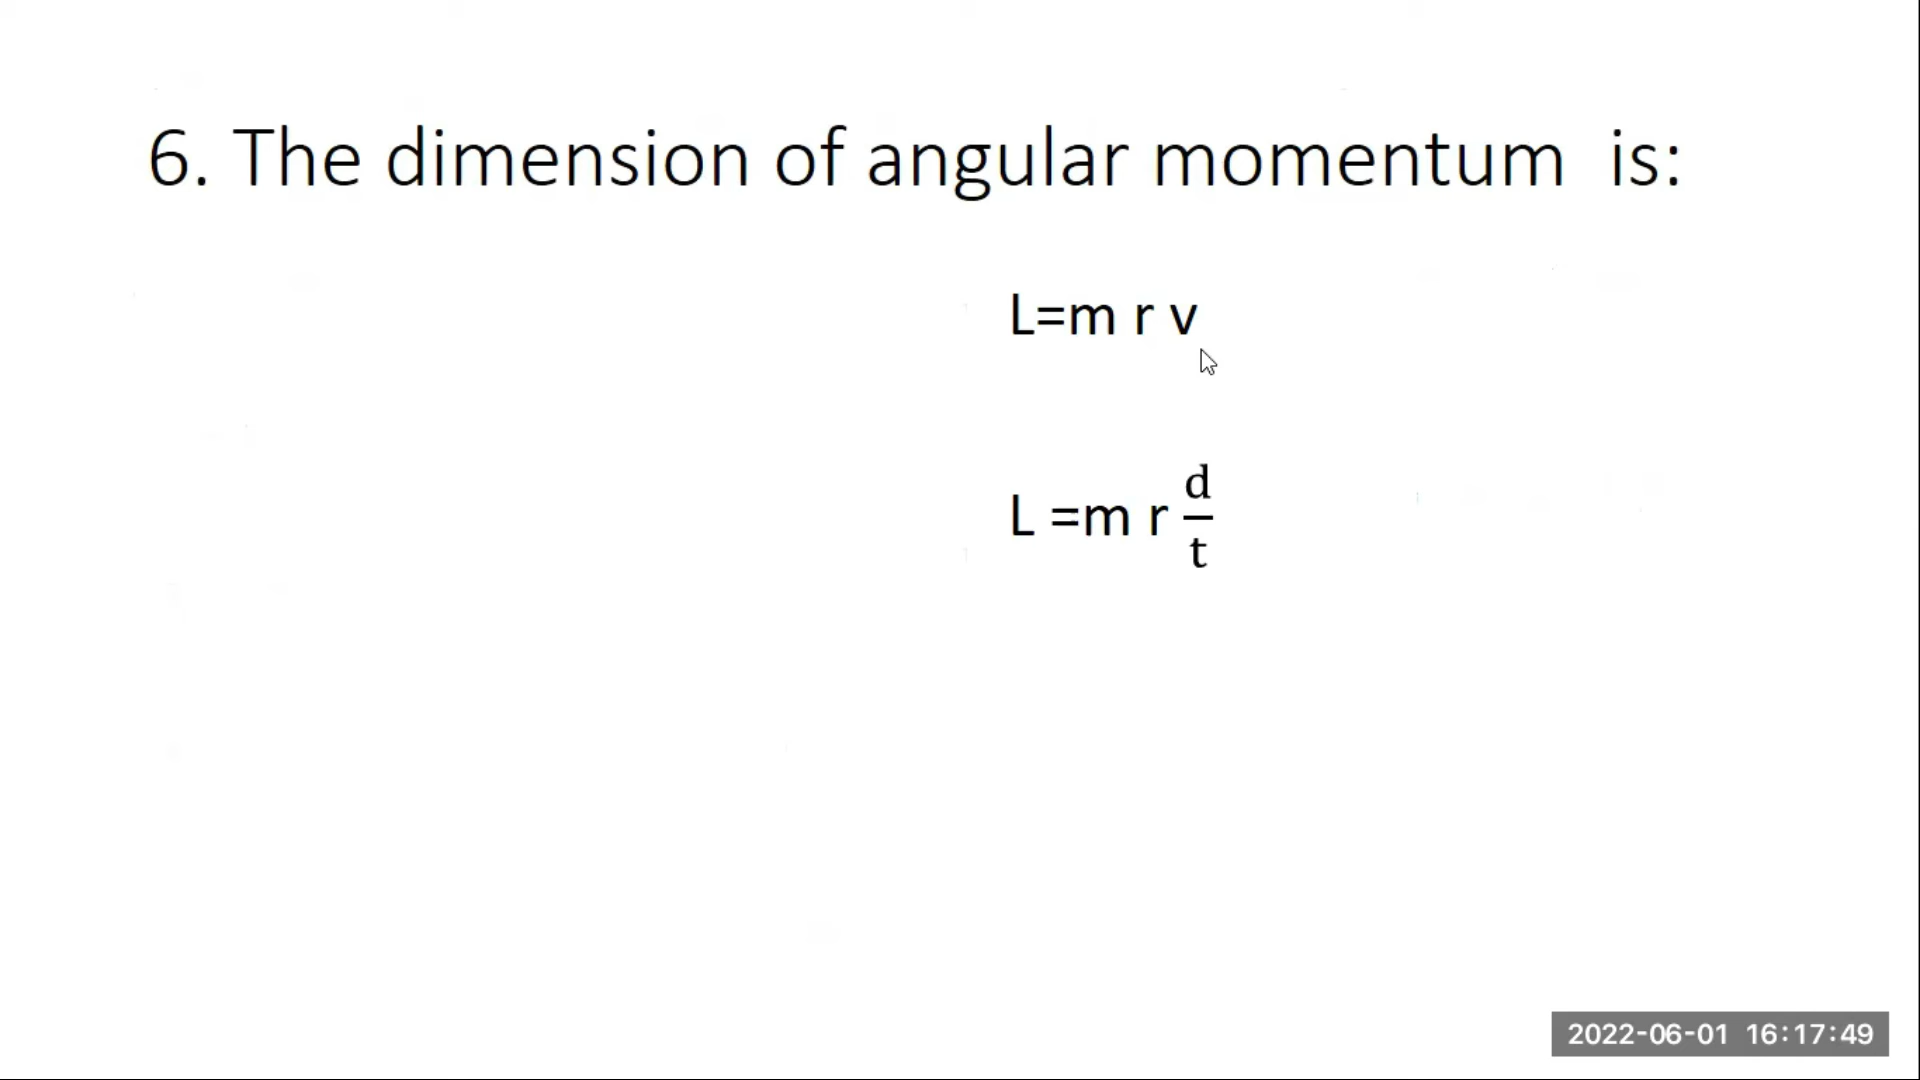 6. The dimension of angular momentum is:
L=m r v
L =m r d/t
2022-06-01 16:17:49